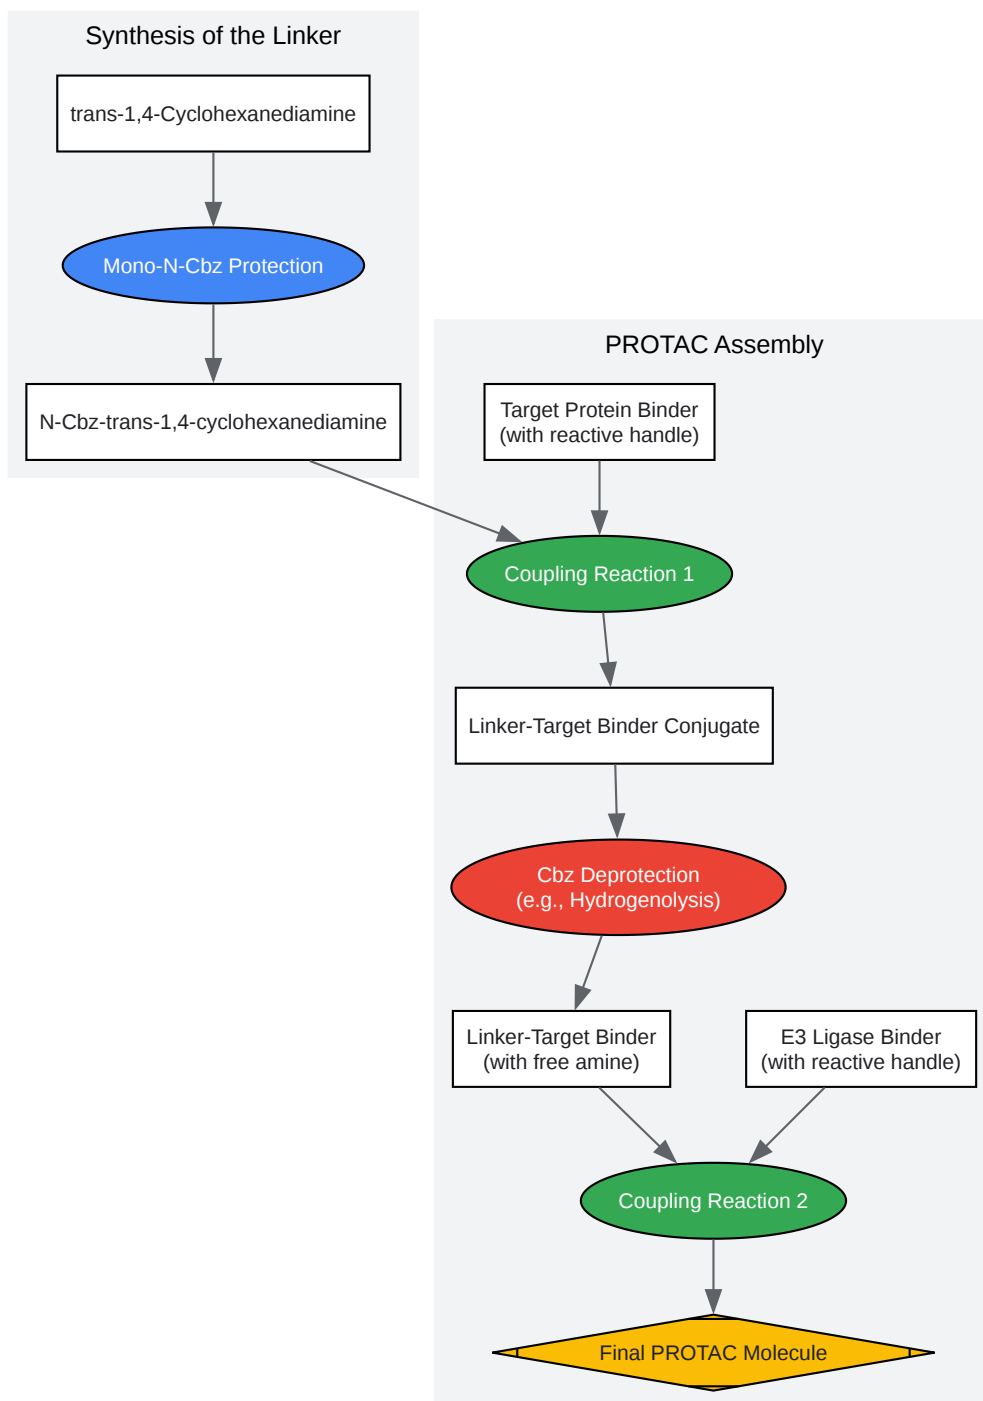 Synthesis of the Linker
trans-1,4-Cyclohexanediamine
Mono-N-Cbz Protection
N-Cbz-trans-1,4-cyclohexanediamine
PROTAC Assembly
Target Protein Binder
(with reactive handle)
Coupling Reaction 1
Linker-Target Binder Conjugate
Cbz Deprotection
(e.g., Hydrogenolysis)
Linker-Target Binder
(with free amine)
E3 Ligase Binder
(with reactive handle)
Coupling Reaction 2
Final PROTAC Molecule